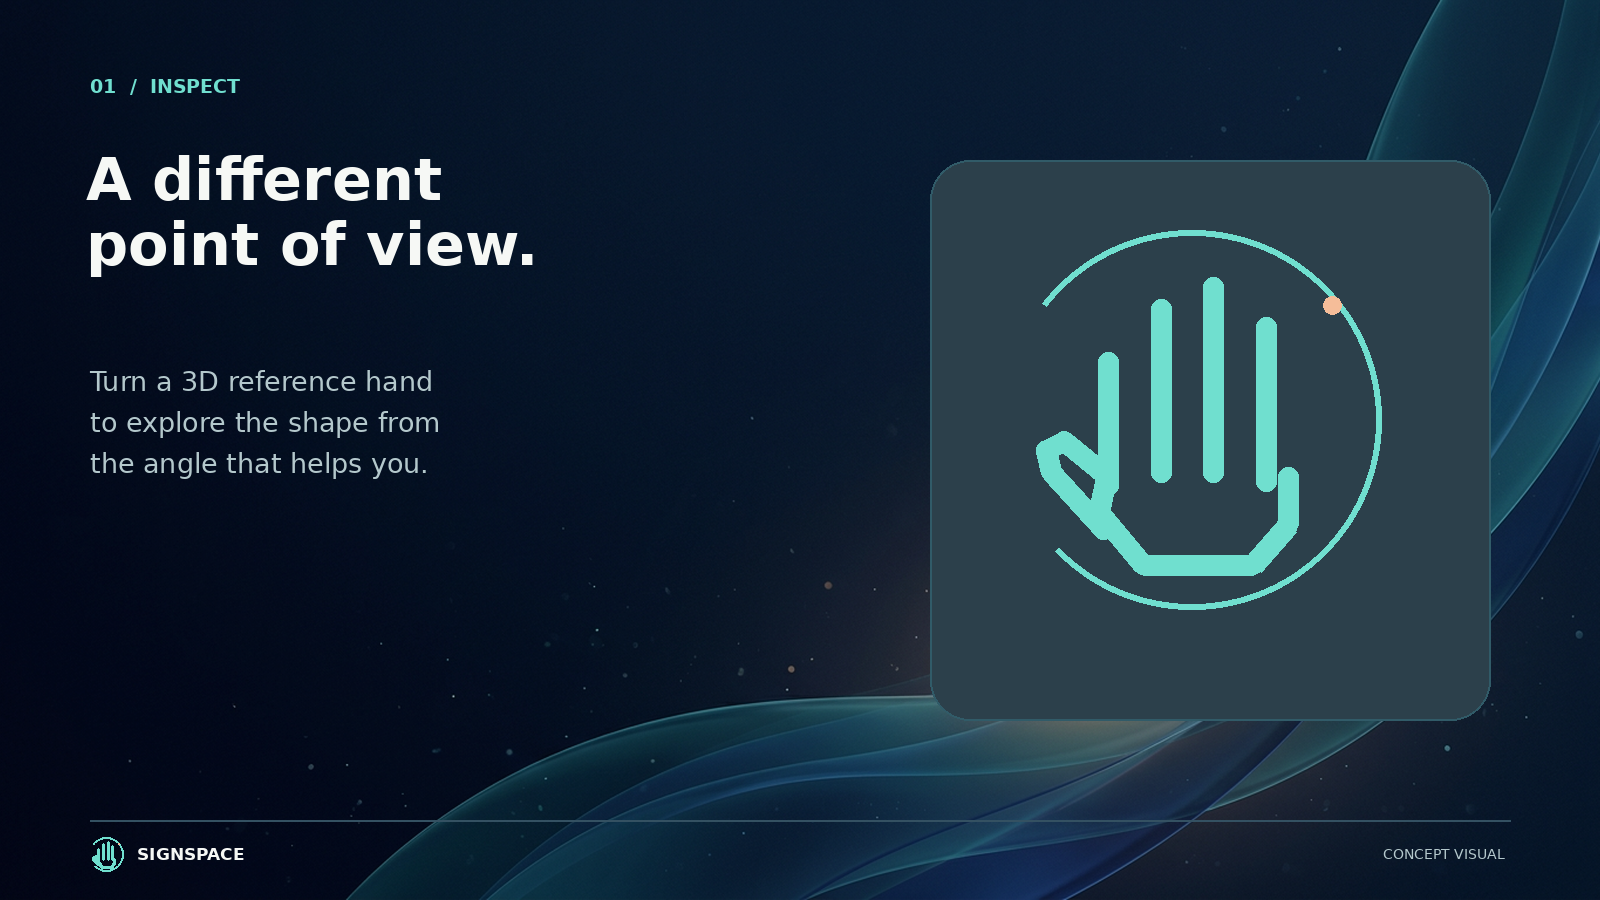 01 / INSPECT
A different
point of view.
Turn a 3D reference hand
to explore the shape from
the angle that helps you.
SIGNSPACE
CONCEPT VISUAL